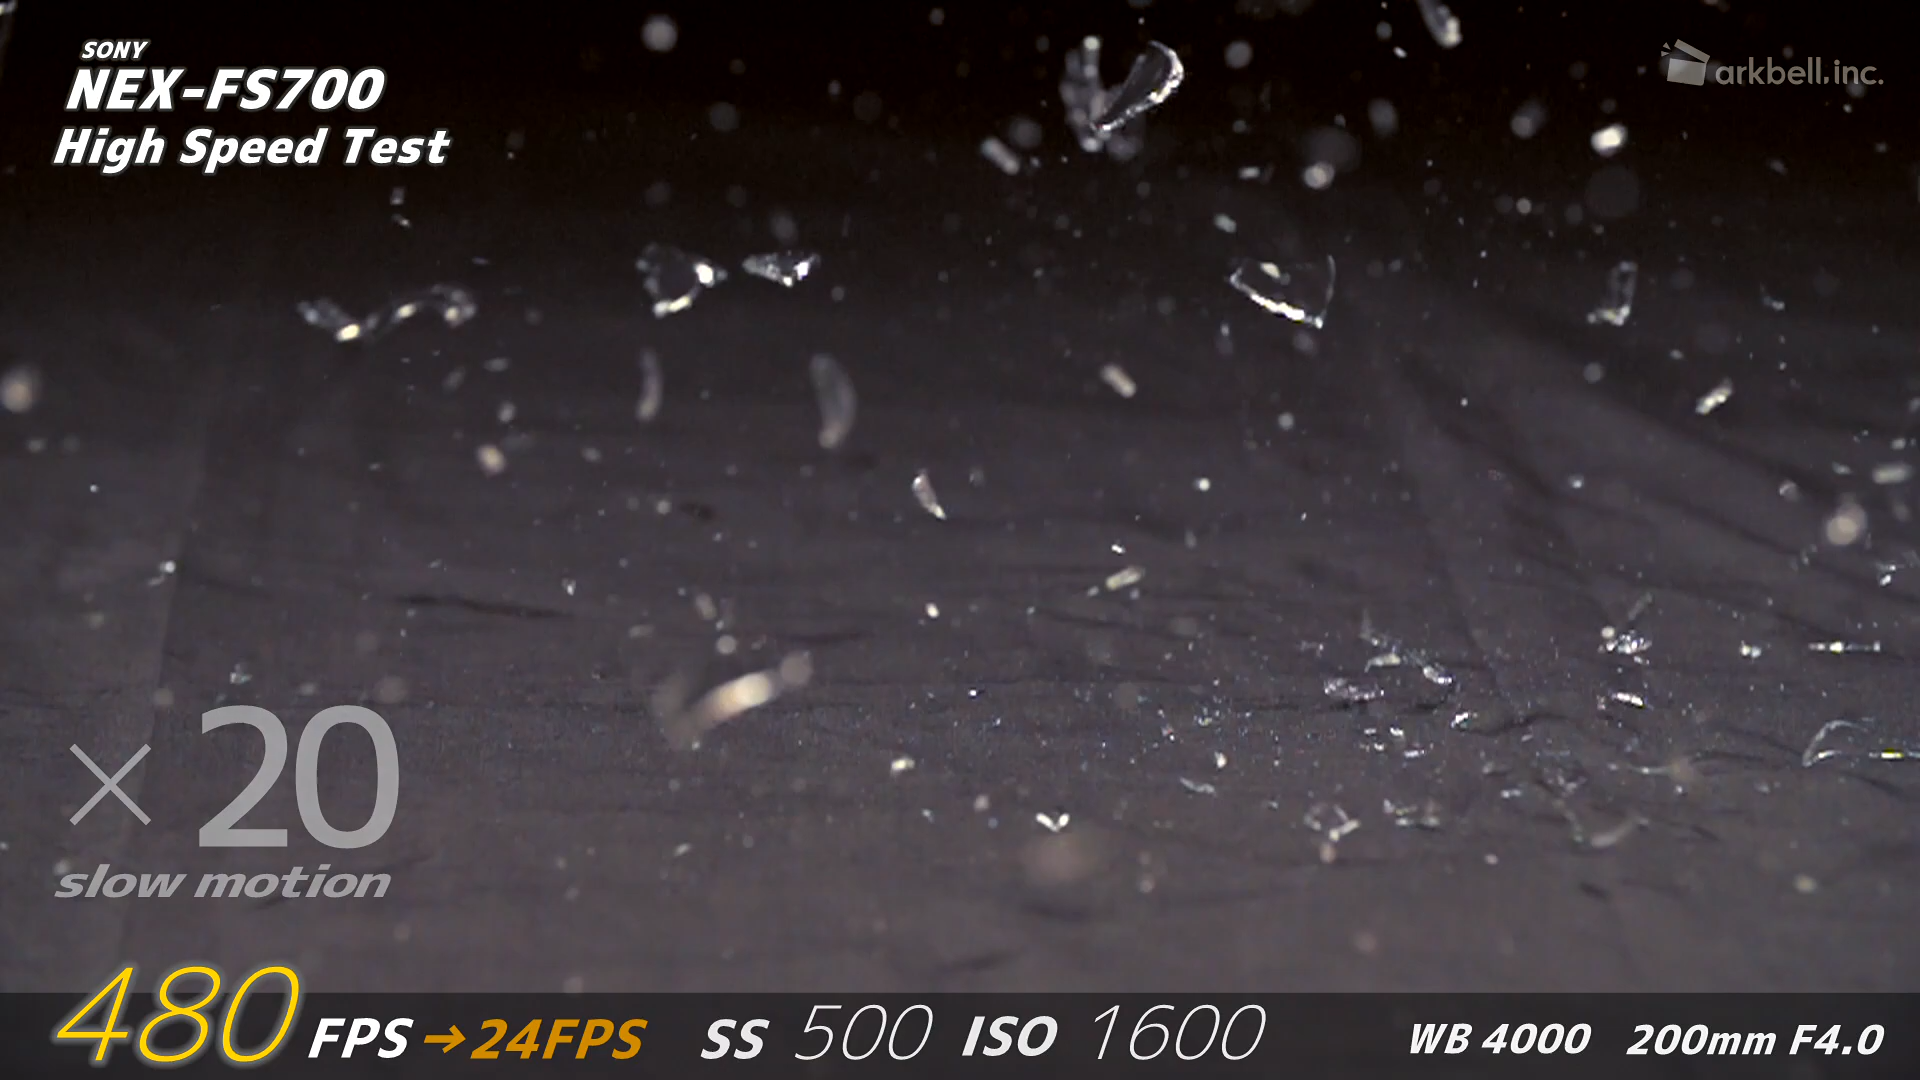 SONY
NEX-FS700
High Speed Test
arkbell.inc.
×20
slow motion
480 FPS→24FPS SS 500 ISO 1600 WB 4000 200mm F4.0